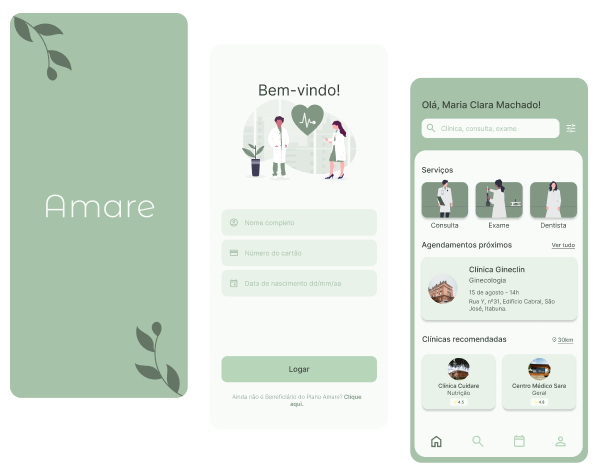 Amare
Bem-vindo!
Nome completo
Número do cartão
Data de nascimento dd/mm/aa
Logar
Ainda não é Beneficiário do Plano Amare? Clique
aqui.
Olá, Maria Clara Machado!
Clínica, consulta, exame
Serviços
Consulta
Exame
Dentista
Agendamentos próximos
Ver tudo
Clínica Gineclin
Ginecologia
15 de agosto - 14h
Rua Y, nº31, Edifício Cabral, São
José, Itabuna.
Clínicas recomendadas
30km
Clínica Cuidare
Nutrição
4.5
Centro Médico Sara
Geral
4.8